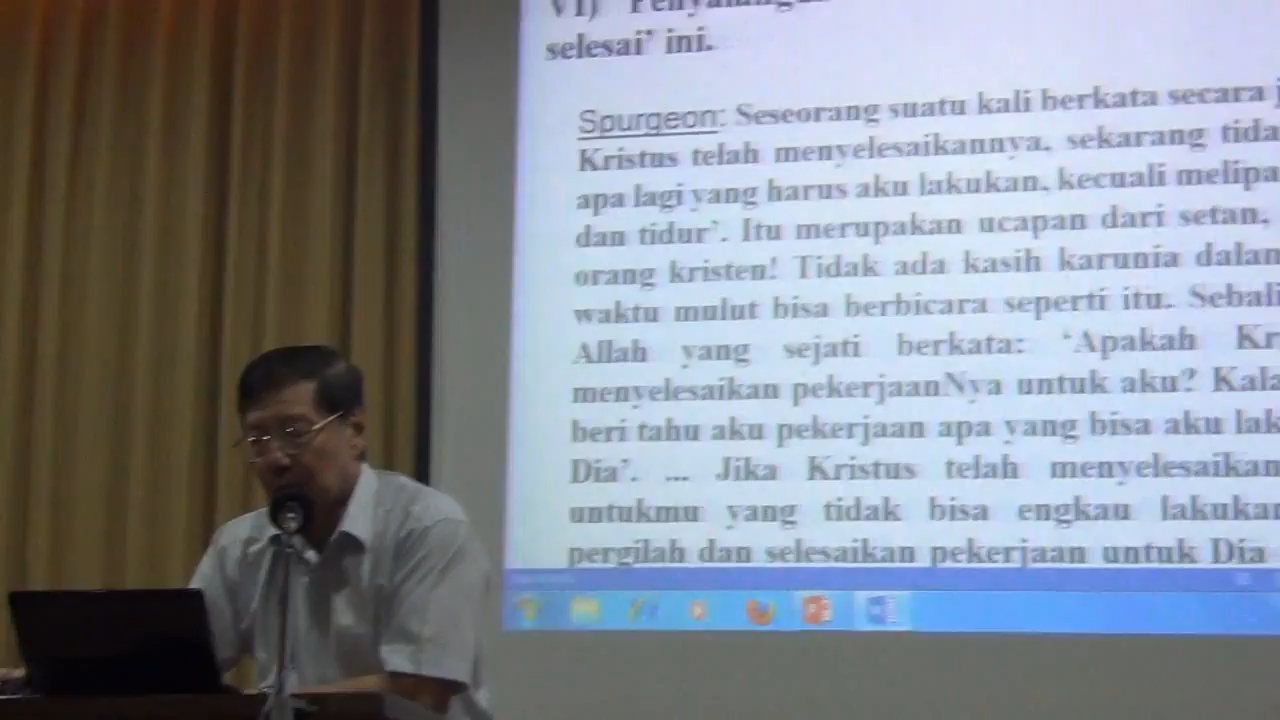 VI) Penyalahgunaan
selesai' ini.
Spurgeon: Seseorang suatu kali berkata secara
Kristus telah menyelesaikannya, sekarang tida
apa lagi yang harus aku lakukan, kecuali melipa
dan tidur'. Itu merupakan ucapan dari setan,
orang kristen! Tidak ada kasih karunia dalam
waktu mulut bisa berbicara seperti itu. Sebali
Allah yang sejati berkata: 'Apakah Kr
menyelesaikan pekerjaanNya untuk aku? Kala
beri tahu aku pekerjaan apa yang bisa aku lak
Dia'. ... Jika Kristus telah menyelesaikan
untukmu yang tidak bisa engkau lakukan
pergilah dan selesaikan pekerjaan untuk Dia